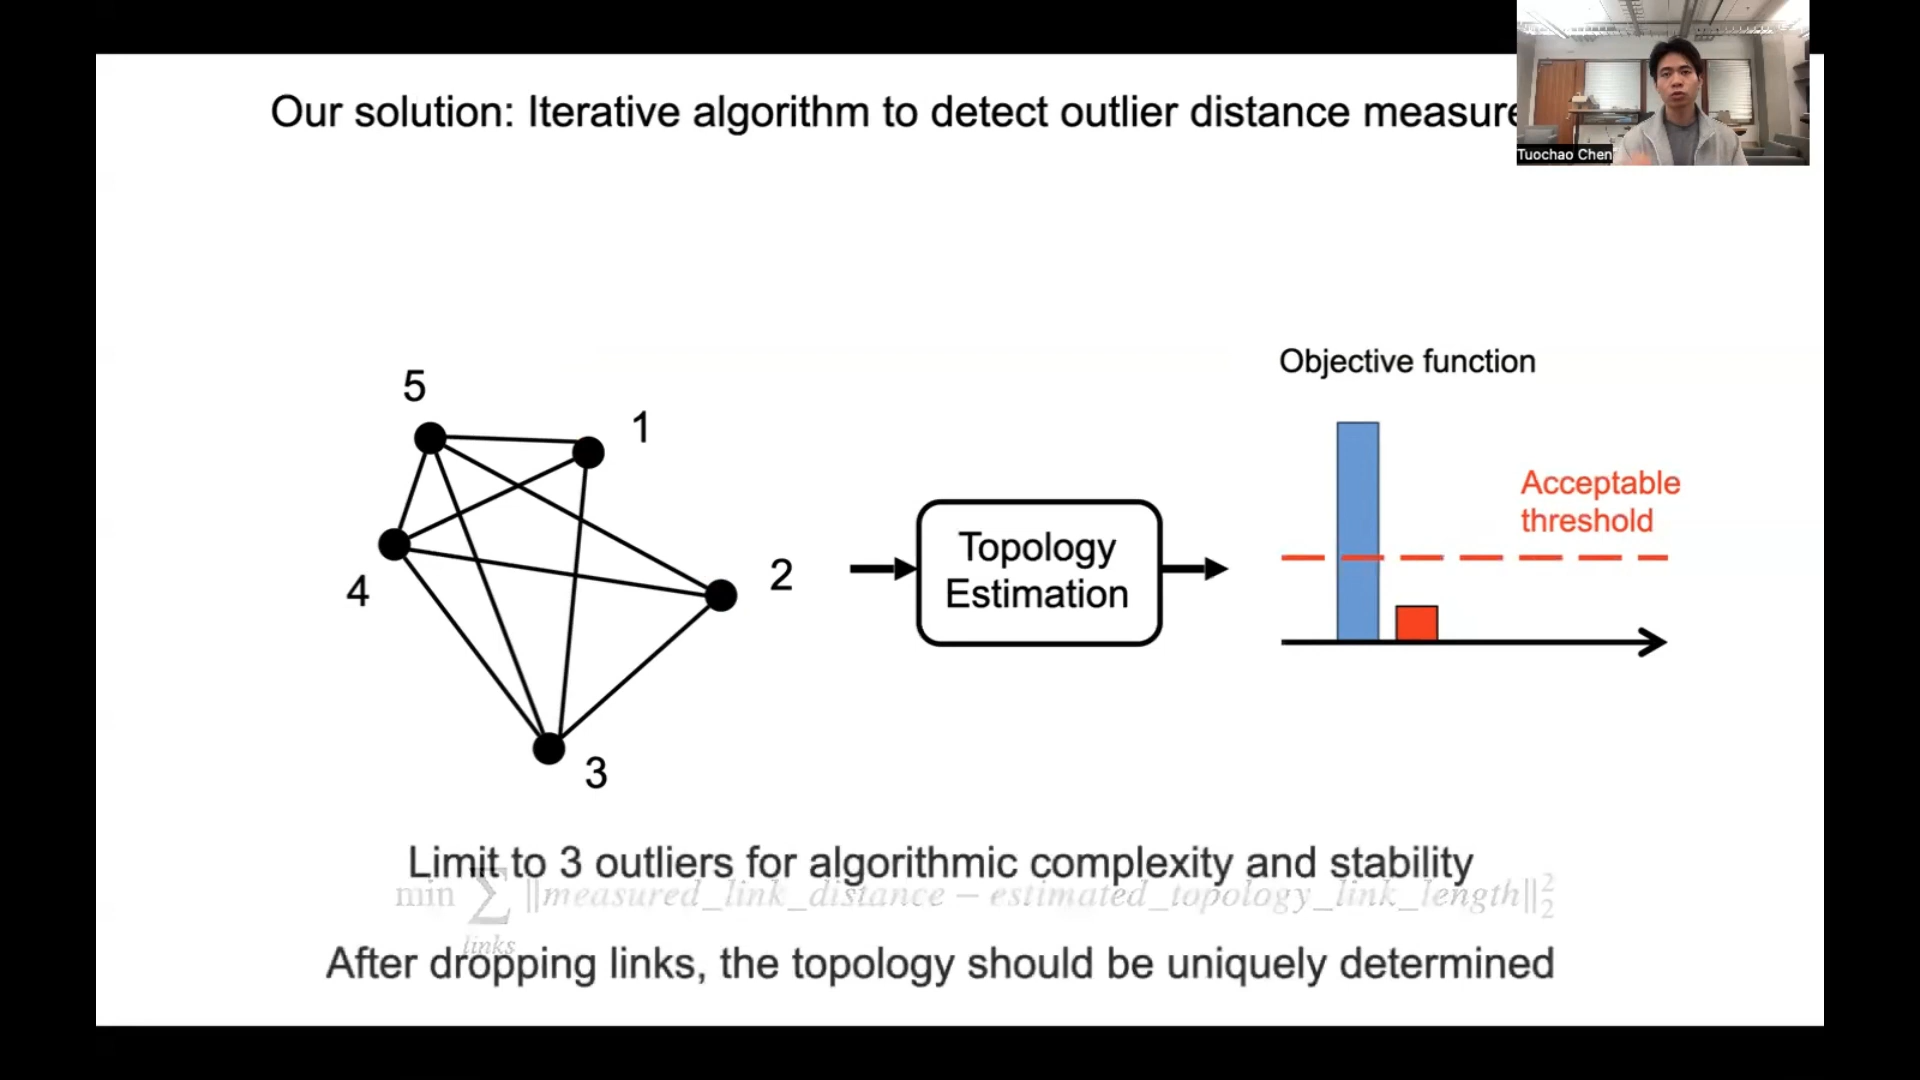 Our solution: Iterative algorithm to detect outlier distance measure
Tuochao Chen
Objective function
5
1
Acceptable
threshold
Topology
Estimation
2
4
3
Limit to 3 outliers for algorithmic complexity and stability
min ∑ ‖measured_link_distance − estimated_topology_link_length‖₂²
links
After dropping links, the topology should be uniquely determined